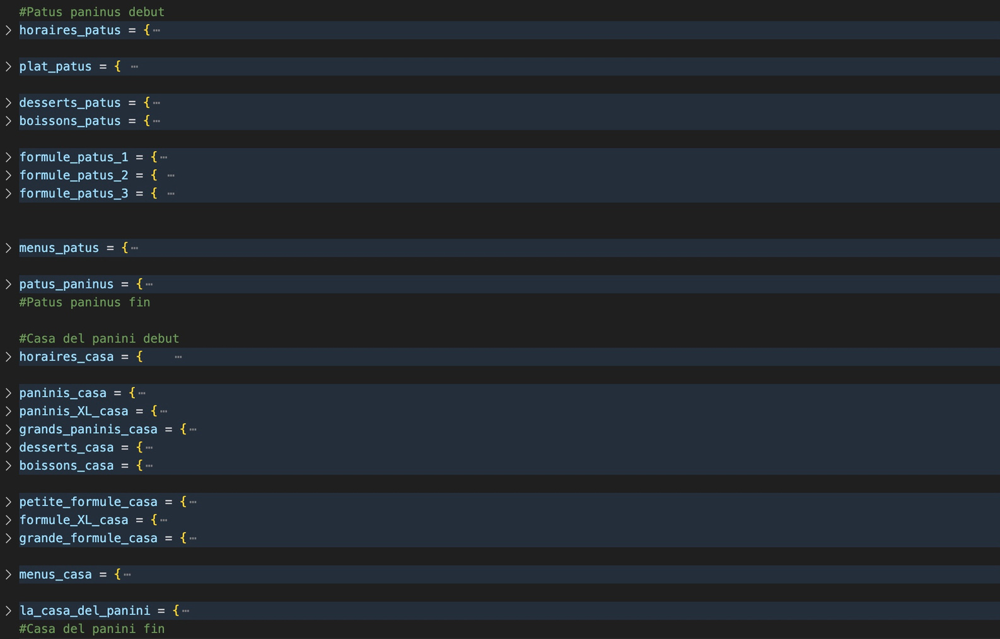 #Patus paninus debut
horaires_patus = {…
plat_patus = { …
desserts_patus = {…
boissons_patus = {…
formule_patus_1 = {…
formule_patus_2 = { …
formule_patus_3 = { …
menus_patus = {…
patus_paninus = {…
#Patus paninus fin
#Casa del panini debut
horaires_casa = {    …
paninis_casa = {…
paninis_XL_casa = {…
grands_paninis_casa = {…
desserts_casa = {…
boissons_casa = {…
petite_formule_casa = {…
formule_XL_casa = {…
grande_formule_casa = {…
menus_casa = {…
la_casa_del_panini = {…
#Casa del panini fin